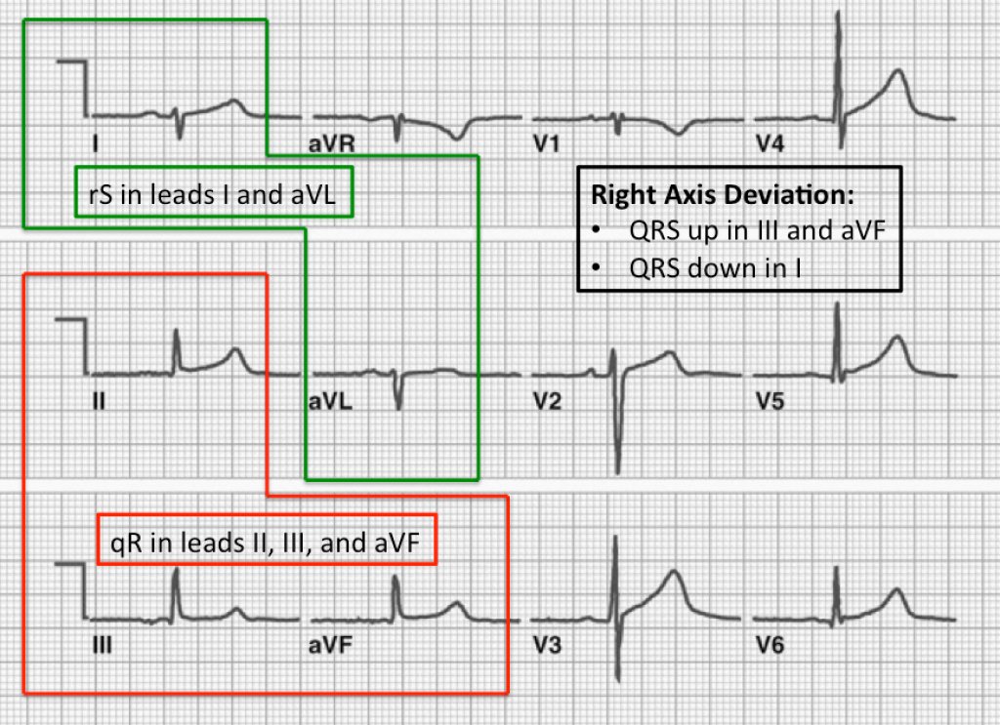 I
aVR
V1
V4
rS in leads I and aVL
Right Axis Deviation:
• QRS up in III and aVF
• QRS down in I
II
aVL
V2
V5
qR in leads II, III, and aVF
III
aVF
V3
V6